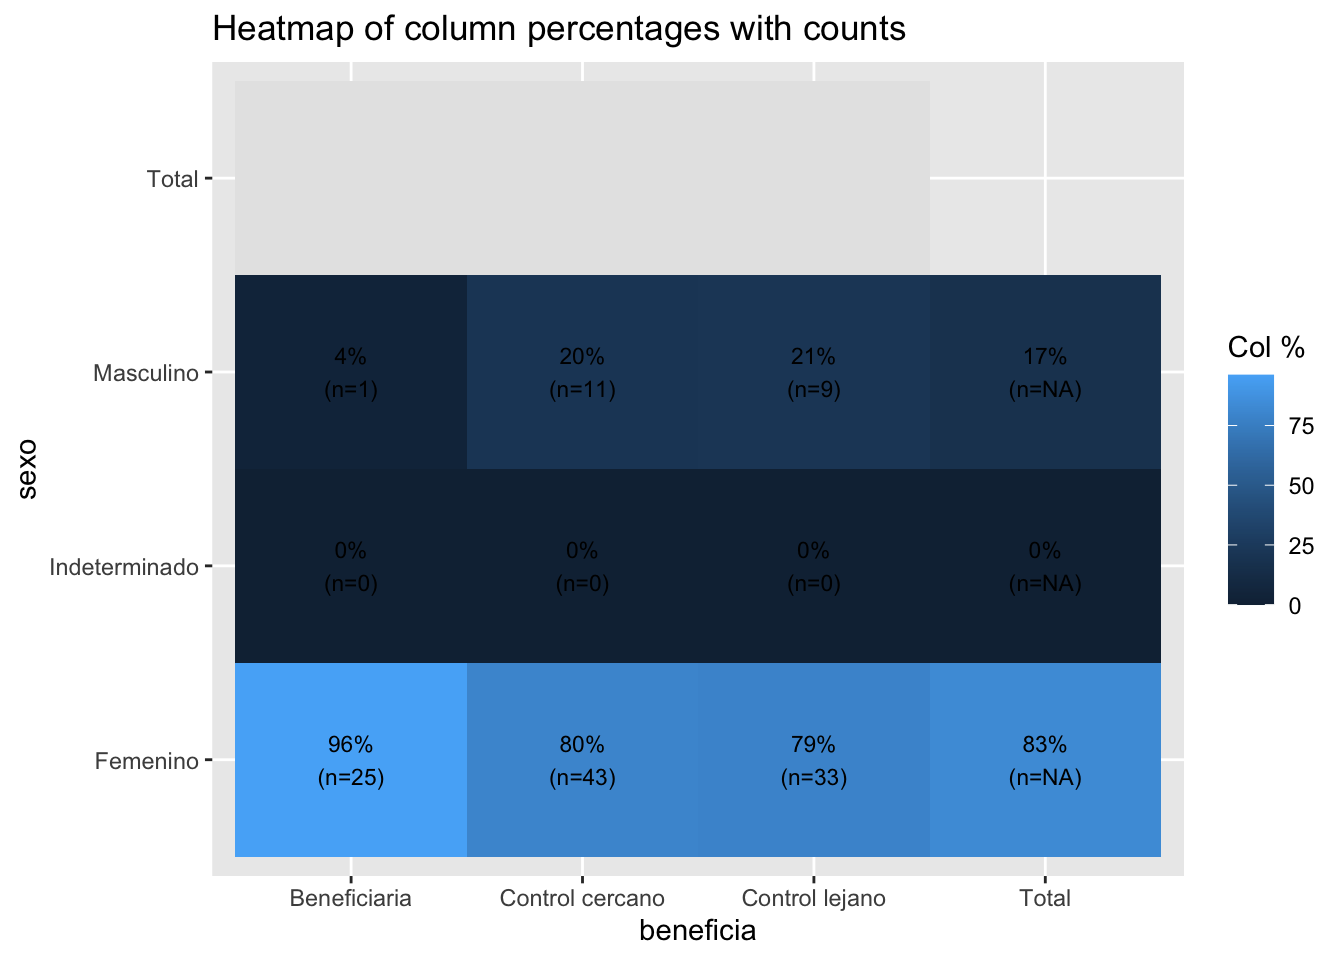 Heatmap of column percentages with counts
Total
Masculino
4% 20% 21% 17%
(n=1) (n=11) (n=9) (n=NA)
Indeterminado
0% 0% 0% 0%
(n=0) (n=0) (n=0) (n=NA)
Femenino
96% 80% 79% 83%
(n=25) (n=43) (n=33) (n=NA)
sexo
Beneficiaria Control cercano Control lejano Total
beneficia
Col %
75
50
25
0